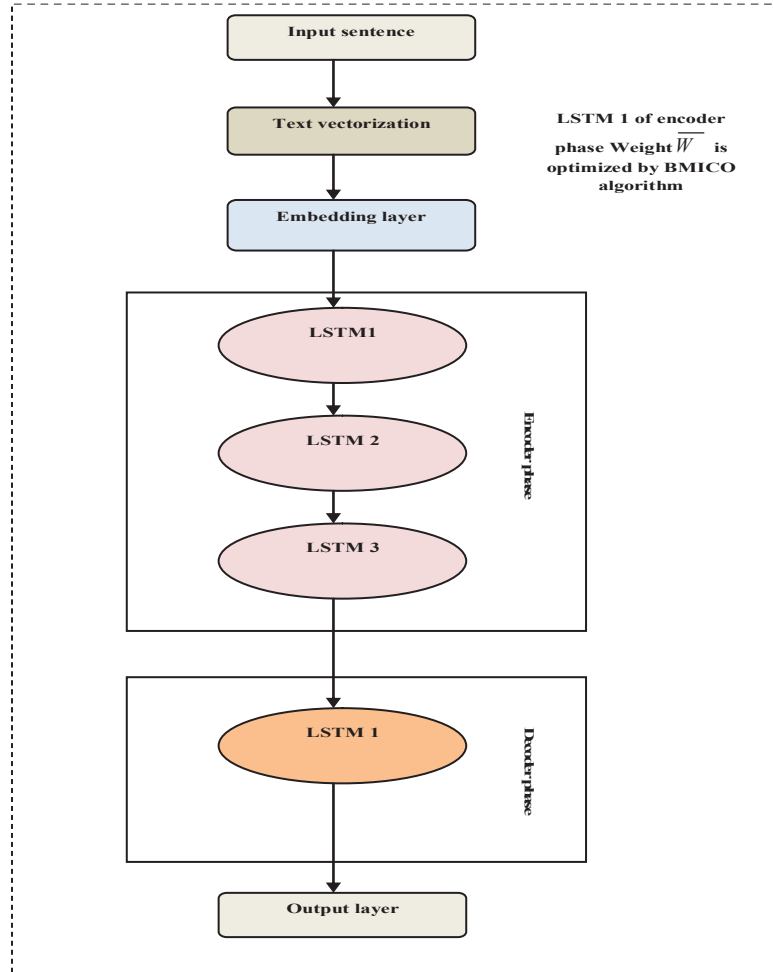 Input sentence
Text vectorization
LSTM 1 of encoder
phase Weight W̅ is
optimized by BMICO
algorithm
Embedding layer
LSTM1
LSTM 2
LSTM 3
Encoder phase
LSTM 1
Decoder phase
Output layer